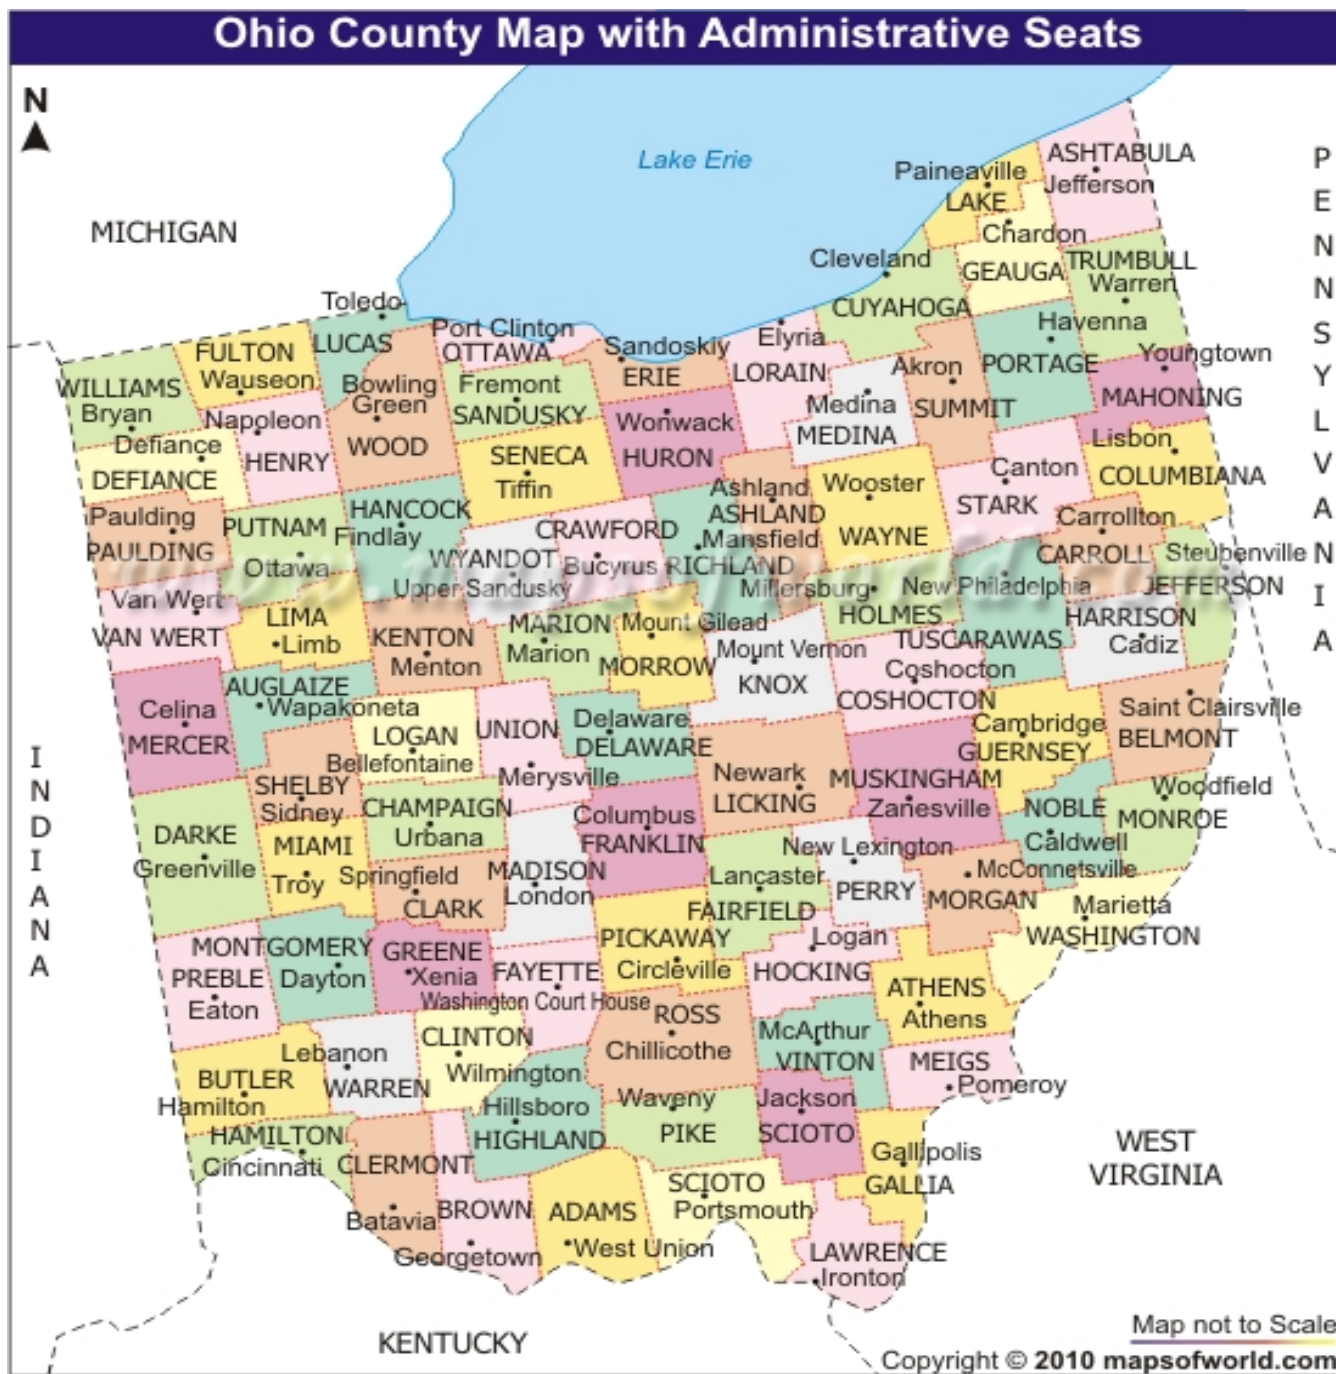 Ohio County Map with Administrative Seats
N
Lake Erie
MICHIGAN
PENNSYLVANIA
INDIANA
WEST
VIRGINIA
KENTUCKY
Paineaville
LAKE
ASHTABULA
Jefferson
Chardon
GEAUGA
Cleveland
CUYAHOGA
TRUMBULL
Warren
Toledo
LUCAS
FULTON
Wauseon
WILLIAMS
Bryan
Port Clinton
OTTAWA
Sandoskiy
ERIE
Elyria
LORAIN
Havenna
PORTAGE
Akron
SUMMIT
Youngtown
MAHONING
Bowling
Green
WOOD
Fremont
SANDUSKY
Wonwack
HURON
Medina
MEDINA
Napoleon
HENRY
Defiance
DEFIANCE
SENECA
Tiffin
Lisbon
COLUMBIANA
Canton
STARK
Wooster
WAYNE
Ashland
ASHLAND
Mansfield
RICHLAND
Paulding
PAULDING
PUTNAM
Ottawa
HANCOCK
Findlay
WYANDOT
Upper Sandusky
CRAWFORD
Bucyrus
Carrollton
CARROLL
Steubenville
JEFFERSON
www.mapsofworld.com
Van Wert
VAN WERT
LIMA
Limb
KENTON
Menton
MARION
Marion
Mount Gilead
MORROW
Millersburg
HOLMES
New Philadelphia
TUSCARAWAS
HARRISON
Cadiz
Mount Vernon
KNOX
Coshocton
COSHOCTON
Celina
MERCER
AUGLAIZE
Wapakoneta
LOGAN
Bellefontaine
UNION
Merysville
Delaware
DELAWARE
Cambridge
GUERNSEY
Saint Clairsville
BELMONT
SHELBY
Sidney
CHAMPAIGN
Urbana
Newark
LICKING
MUSKINGHAM
Zanesville
NOBLE
Caldwell
Woodfield
MONROE
DARKE
Greenville
MIAMI
Troy
Springfield
CLARK
MADISON
London
Columbus
FRANKLIN
New Lexington
PERRY
McConnetsville
MORGAN
Lancaster
FAIRFIELD
Marietta
WASHINGTON
MONTGOMERY
Dayton
PREBLE
Eaton
GREENE
Xenia
FAYETTE
Washington Court House
PICKAWAY
Circleville
Logan
HOCKING
ATHENS
Athens
ROSS
Chillicothe
McArthur
VINTON
MEIGS
Pomeroy
BUTLER
Hamilton
Lebanon
WARREN
CLINTON
Wilmington
Hillsboro
HIGHLAND
Waveny
PIKE
Jackson
SCIOTO
HAMILTON
Cincinnati
CLERMONT
Batavia
BROWN
Georgetown
ADAMS
West Union
SCIOTO
Portsmouth
Gallipolis
GALLIA
LAWRENCE
Ironton
Map not to Scale
Copyright © 2010 mapsofworld.com